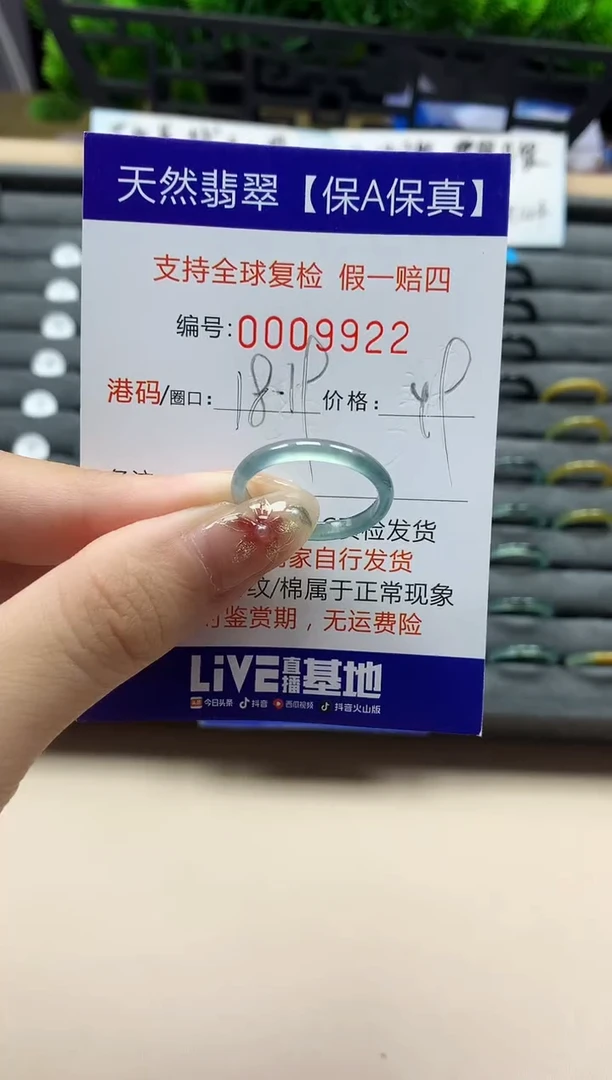 天然翡翠【保A保真】
支持全球复检 假一赔四
编号:0009922
港码/圈口: 18.1 价格:
检发货
家自行发货
纹/棉属于正常现象
鉴赏期，无运费险
LiVE直播基地
今日头条 抖音 西瓜视频 抖音火山版